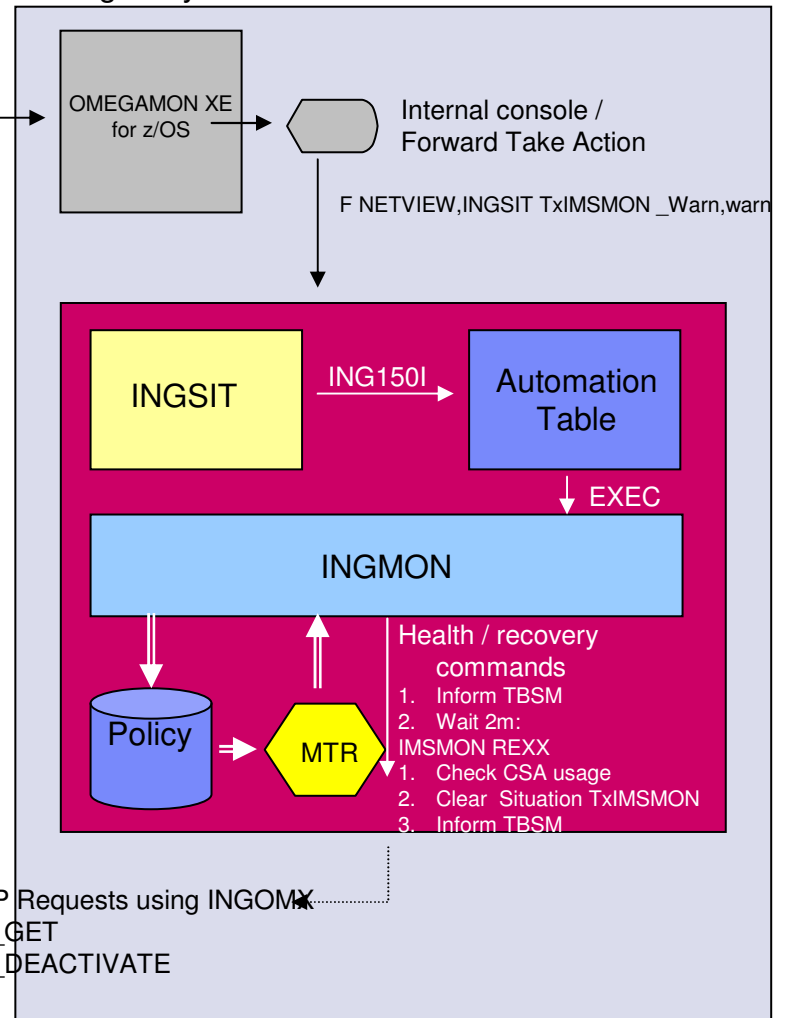 OMEGAMON XE
for z/OS
Internal console /
Forward Take Action
F NETVIEW,INGSIT TxIMSMON _Warn,warn
INGSIT
ING150I
Automation
Table
EXEC
INGMON
Health / recovery
commands
1. Inform TBSM
2. Wait 2m:
IMSMON REXX
1. Check CSA usage
2. Clear Situation TxIMSMON
3. Inform TBSM
Policy
MTR
P Requests using INGOMX
_GET
_DEACTIVATE